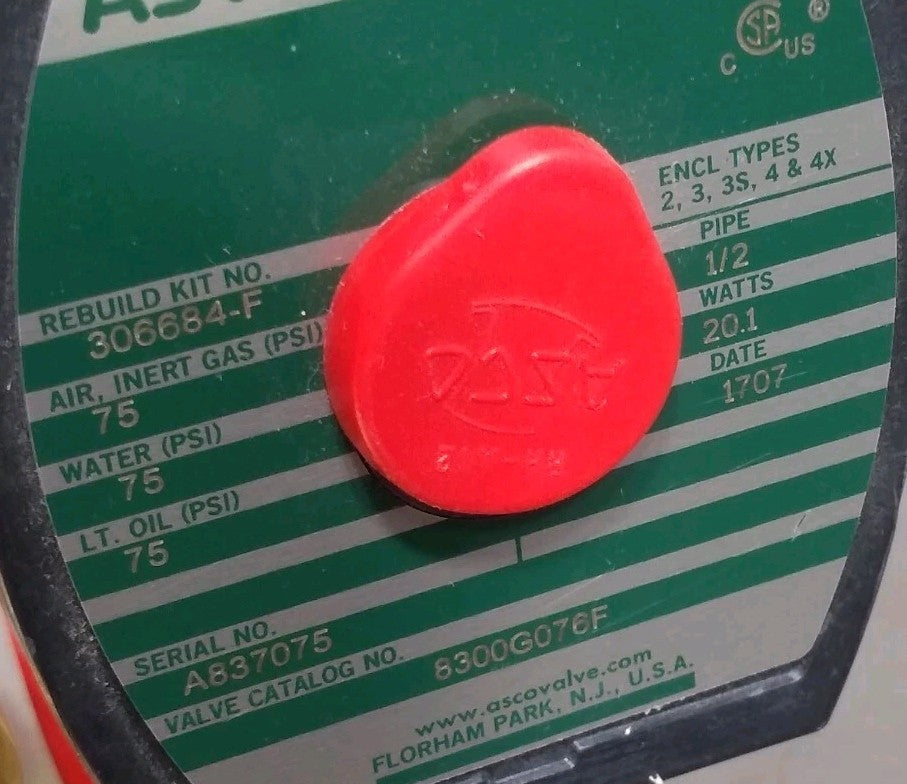 C US ®
ENCL TYPES
2, 3, 3S, 4 & 4X
PIPE
1/2
WATTS
20.1
DATE
1707
REBUILD KIT NO.
306684-F
AIR, INERT GAS (PSI)
75
WATER (PSI)
75
LT. OIL (PSI)
75
SERIAL NO.
A837075
VALVE CATALOG NO.
8300G076F
www.ascovalve.com
FLORHAM PARK, N.J., U.S.A.